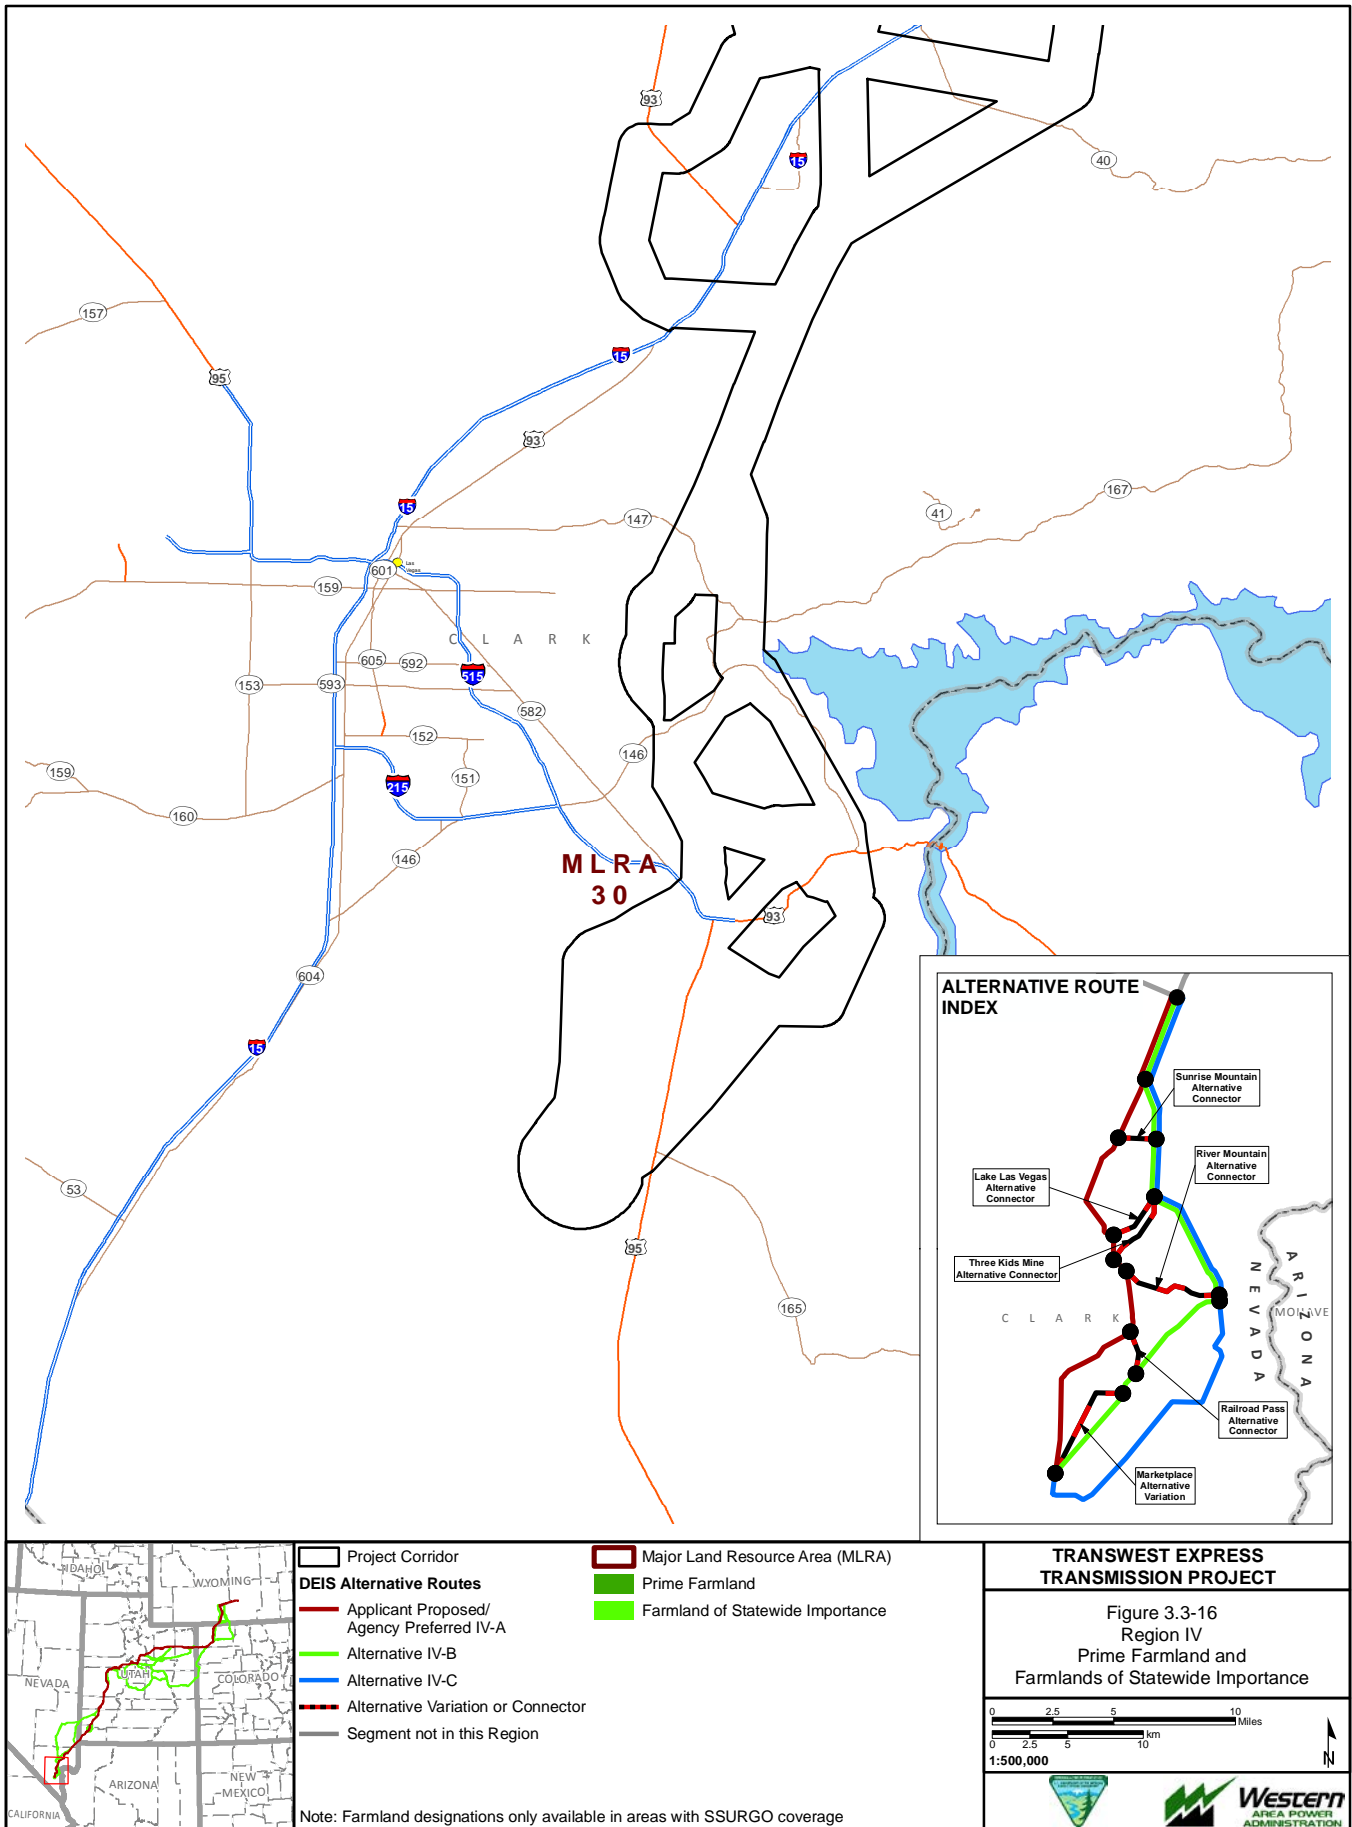 93
15
40
157
95
15
93
15
147
41
167
601
Las
Vegas
159
C L A R K
605
592
515
153
593
582
152
146
159
151
215
160
146
MLRA
30
93
604
15
53
95
165
ALTERNATIVE ROUTE
INDEX
Sunrise Mountain
Alternative
Connector
River Mountain
Alternative
Connector
Lake Las Vegas
Alternative
Connector
Three Kids Mine
Alternative Connector
C L A R K
NEVADA
ARIZONA
MOHAVE
Railroad Pass
Alternative
Connector
Marketplace
Alternative
Variation
IDAHO
WYOMING
NEVADA
UTAH
COLORADO
ARIZONA
NEW
MEXICO
CALIFORNIA
Project Corridor
DEIS Alternative Routes
Applicant Proposed/
Agency Preferred IV-A
Alternative IV-B
Alternative IV-C
Alternative Variation or Connector
Segment not in this Region
Major Land Resource Area (MLRA)
Prime Farmland
Farmland of Statewide Importance
Note: Farmland designations only available in areas with SSURGO coverage
TRANSWEST EXPRESS
TRANSMISSION PROJECT
Figure 3.3-16
Region IV
Prime Farmland and
Farmlands of Statewide Importance
0 2.5 5 10
Miles
km
0 2.5 5 10
1:500,000
N
Western
AREA POWER
ADMINISTRATION